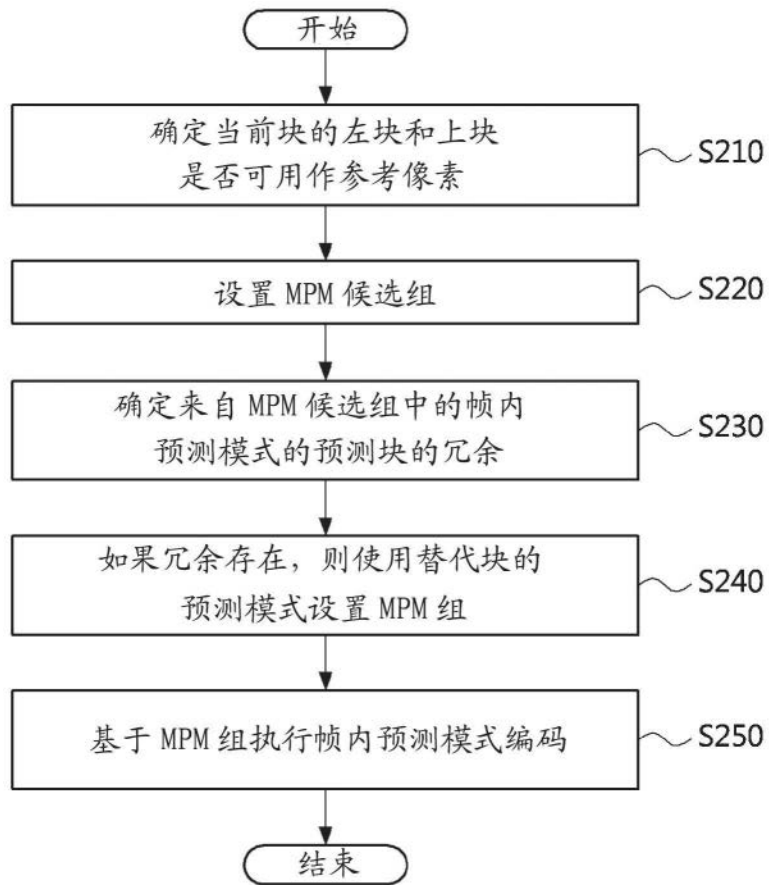 开始
确定当前块的左块和上块
是否可用作参考像素
S210
设置 MPM 候选组
S220
确定来自 MPM 候选组中的帧内
预测模式的预测块的冗余
S230
如果冗余存在，则使用替代块的
预测模式设置 MPM 组
S240
基于 MPM 组执行帧内预测模式编码
S250
结束